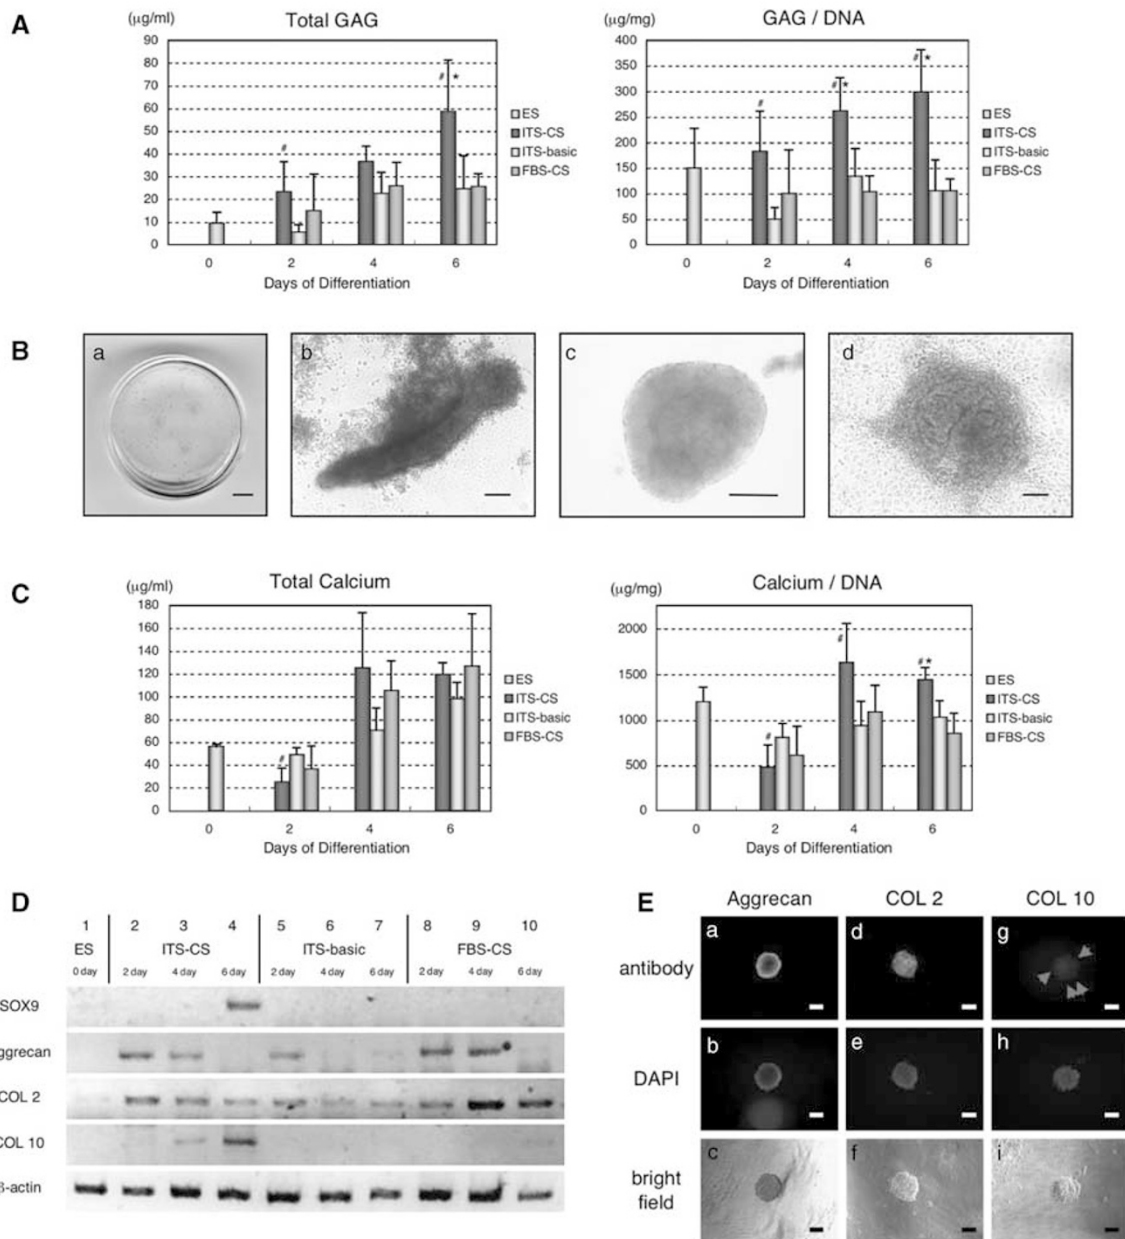 A
(µg/ml) Total GAG
90
80
70
60
50
40
30
20
10
0
# # *
0 2 4 6
Days of Differentiation
ES
ITS-CS
ITS-basic
FBS-CS
(µg/mg) GAG / DNA
400
350
300
250
200
150
100
50
0
# #* #*
0 2 4 6
Days of Differentiation
ES
ITS-CS
ITS-basic
FBS-CS
B
a b c d
C
(µg/ml) Total Calcium
180
160
140
120
100
80
60
40
20
0
#
0 2 4 6
Days of Differentiation
ES
ITS-CS
ITS-basic
FBS-CS
(µg/mg) Calcium / DNA
2000
1500
1000
500
0
# # #*
0 2 4 6
Days of Differentiation
ES
ITS-CS
ITS-basic
FBS-CS
D
1 2 3 4 5 6 7 8 9 10
ES ITS-CS ITS-basic FBS-CS
0 day 2 day 4 day 6 day 2 day 4 day 6 day 2 day 4 day 6 day
SOX9
ggrecan
COL 2
COL 10
β-actin
E
Aggrecan COL 2 COL 10
antibody a d g
DAPI b e h
bright
field
c f i